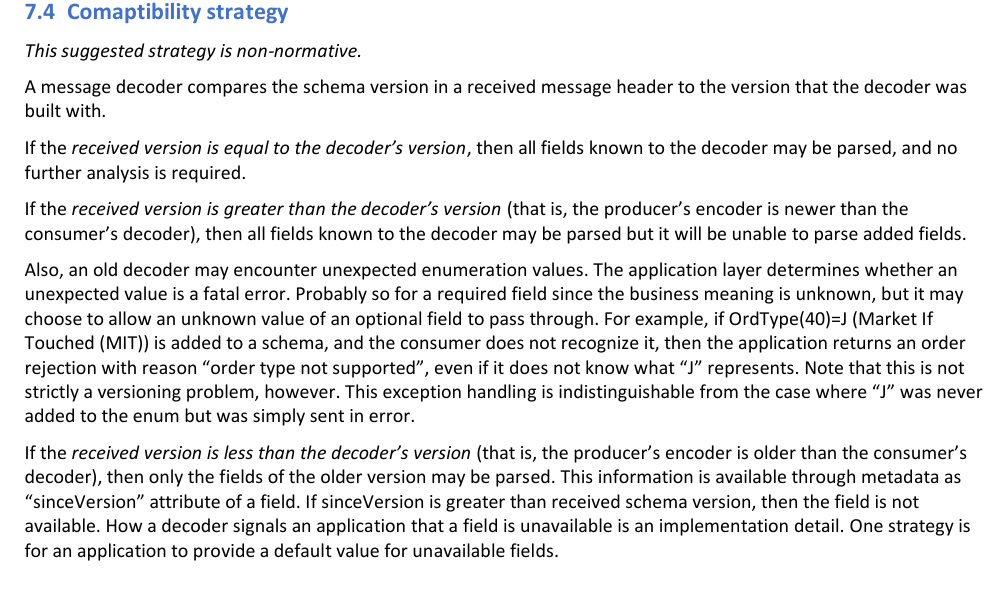 7.4 Comaptibility strategy
This suggested strategy is non-normative.
A message decoder compares the schema version in a received message header to the version that the decoder was
built with.
If the received version is equal to the decoder’s version, then all fields known to the decoder may be parsed, and no
further analysis is required.
If the received version is greater than the decoder’s version (that is, the producer’s encoder is newer than the
consumer’s decoder), then all fields known to the decoder may be parsed but it will be unable to parse added fields.
Also, an old decoder may encounter unexpected enumeration values. The application layer determines whether an
unexpected value is a fatal error. Probably so for a required field since the business meaning is unknown, but it may
choose to allow an unknown value of an optional field to pass through. For example, if OrdType(40)=J (Market If
Touched (MIT)) is added to a schema, and the consumer does not recognize it, then the application returns an order
rejection with reason “order type not supported”, even if it does not know what “J” represents. Note that this is not
strictly a versioning problem, however. This exception handling is indistinguishable from the case where “J” was never
added to the enum but was simply sent in error.
If the received version is less than the decoder’s version (that is, the producer’s encoder is older than the consumer’s
decoder), then only the fields of the older version may be parsed. This information is available through metadata as
“sinceVersion” attribute of a field. If sinceVersion is greater than received schema version, then the field is not
available. How a decoder signals an application that a field is unavailable is an implementation detail. One strategy is
for an application to provide a default value for unavailable fields.